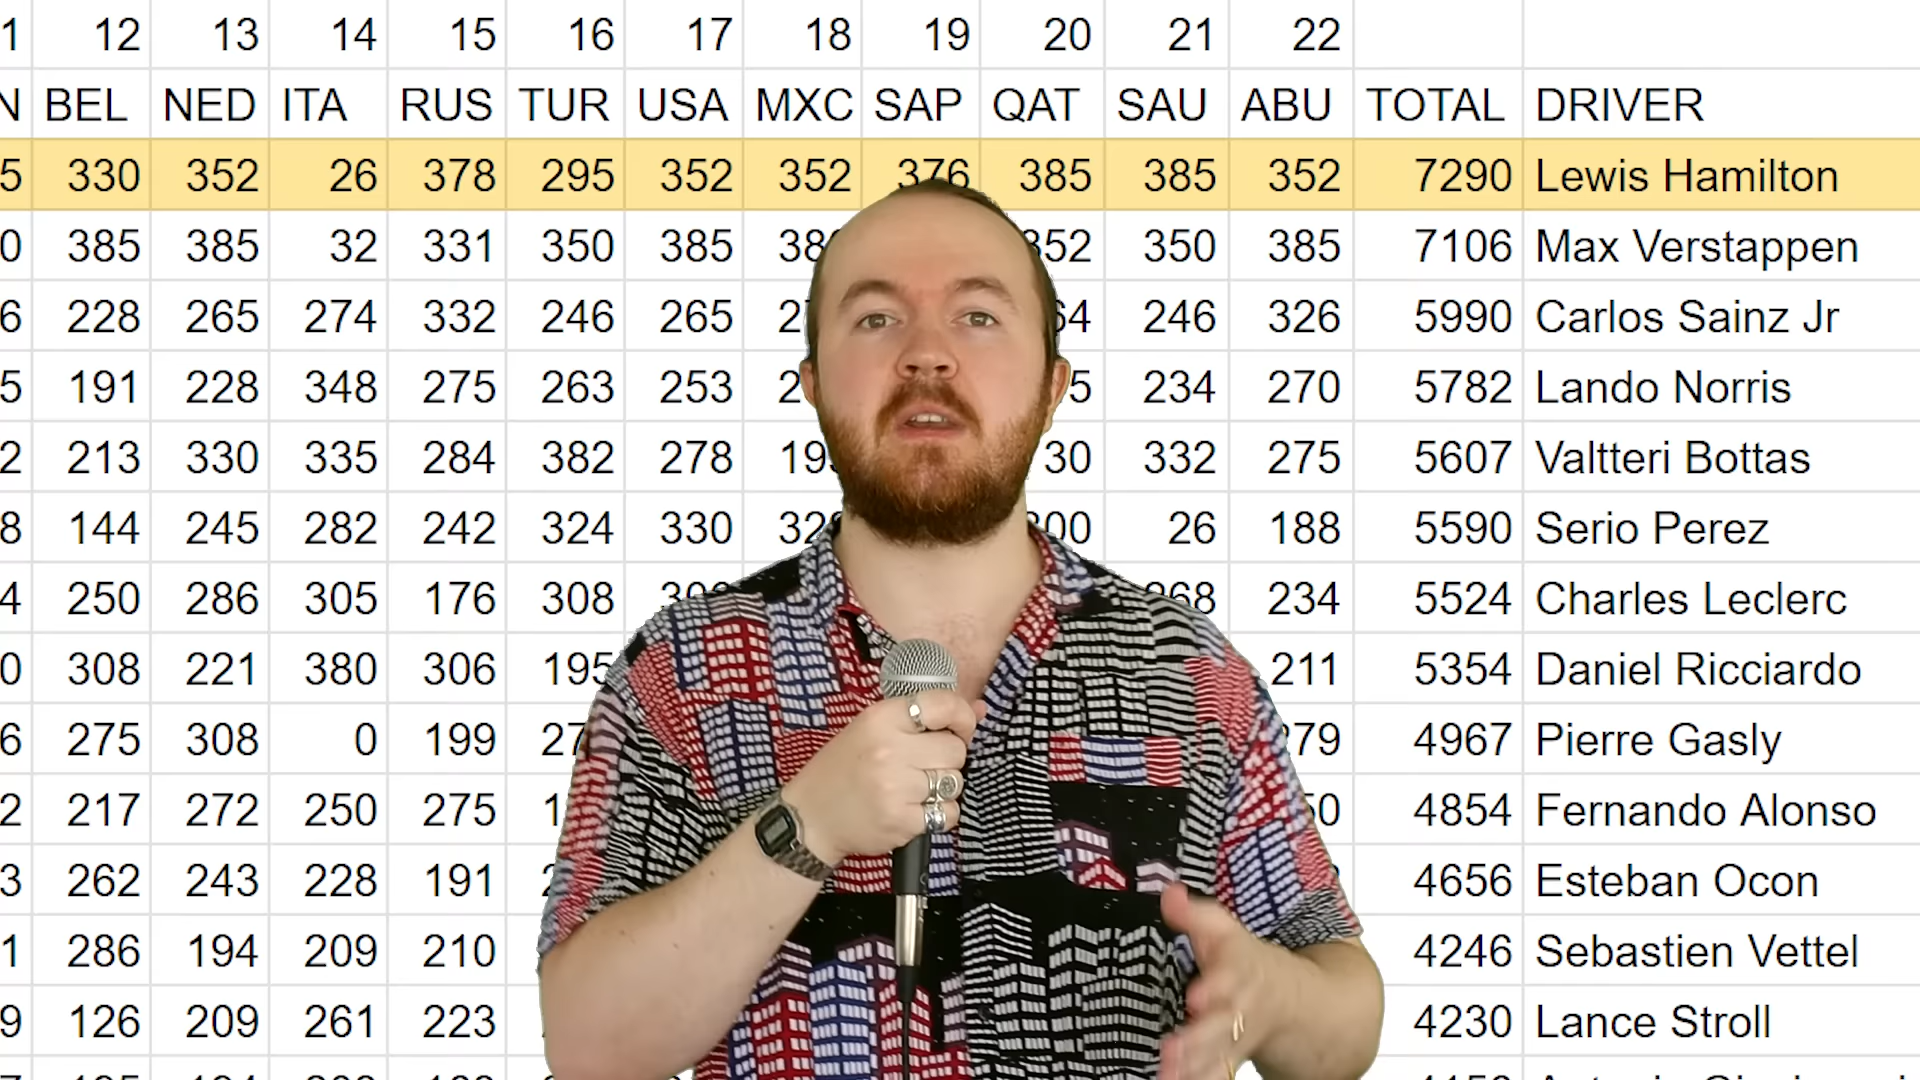 1 12 13 14 15 16 17 18 19 20 21 22
N BEL NED ITA RUS TUR USA MXC SAP QAT SAU ABU TOTAL DRIVER
5 330 352 26 378 295 352 352 376 385 385 352 7290 Lewis Hamilton
0 385 385 32 331 350 385 352 350 385 7106 Max Verstappen
6 228 265 274 332 246 265 246 326 5990 Carlos Sainz Jr
5 191 228 348 275 263 253 234 270 5782 Lando Norris
2 213 330 335 284 382 278 332 275 5607 Valtteri Bottas
8 144 245 282 242 324 330 26 188 5590 Serio Perez
4 250 286 305 176 308 234 5524 Charles Leclerc
0 308 221 380 306 195 211 5354 Daniel Ricciardo
6 275 308 0 199 4967 Pierre Gasly
2 217 272 250 275 4854 Fernando Alonso
3 262 243 228 191 4656 Esteban Ocon
1 286 194 209 210 4246 Sebastien Vettel
9 126 209 261 223 4230 Lance Stroll